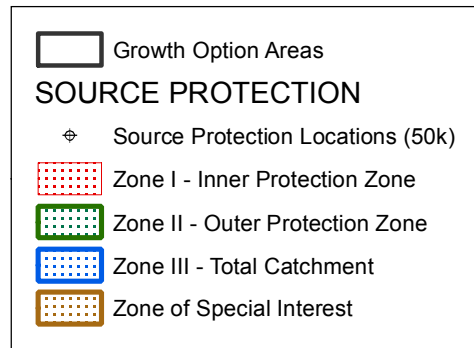 Growth Option Areas
SOURCE PROTECTION
Source Protection Locations (50k)
Zone I - Inner Protection Zone
Zone II - Outer Protection Zone
Zone III - Total Catchment
Zone of Special Interest